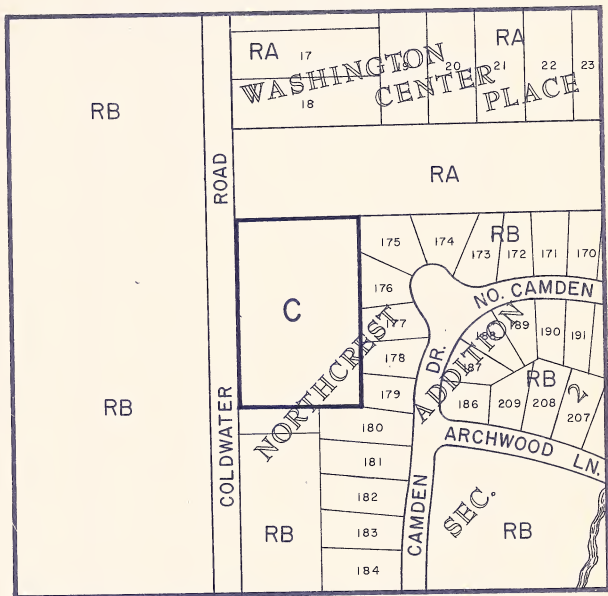 RA
17
18
WASHINGTON
CENTER
PLACE
RA
20
21
22
23
RB
ROAD
RA
175
174
173
RB
172
171
170
176
177
C
NO. CAMDEN
178
DR.
189
190
191
187
179
NORTHCREST
ADDITION
RB
2
186
209
208
207
RB
COLDWATER
180
ARCHWOOD LN.
181
182
SEC.
183
184
RB
CAMDEN
RB